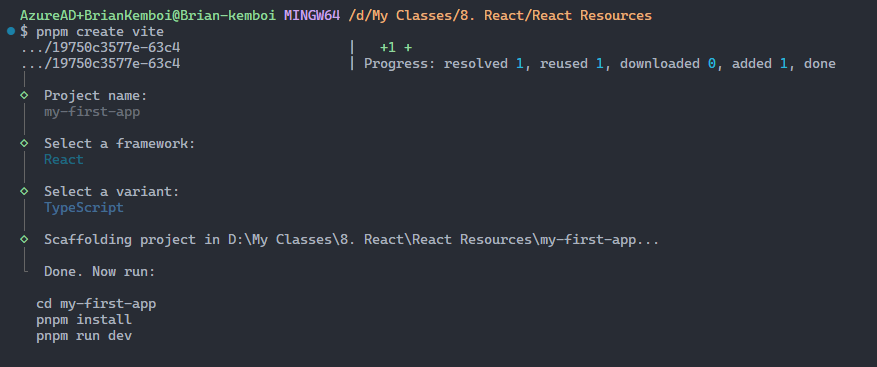 AzureAD+BrianKemboi@Brian-kemboi MINGW64 /d/My Classes/8. React/React Resources
$ pnpm create vite
.../19750c3577e-63c4                     |   +1 +
.../19750c3577e-63c4                     | Progress: resolved 1, reused 1, downloaded 0, added 1, done
│
◇  Project name:
│  my-first-app
│
◇  Select a framework:
│  React
│
◇  Select a variant:
│  TypeScript
│
◇  Scaffolding project in D:\My Classes\8. React\React Resources\my-first-app...
│
└  Done. Now run:

  cd my-first-app
  pnpm install
  pnpm run dev